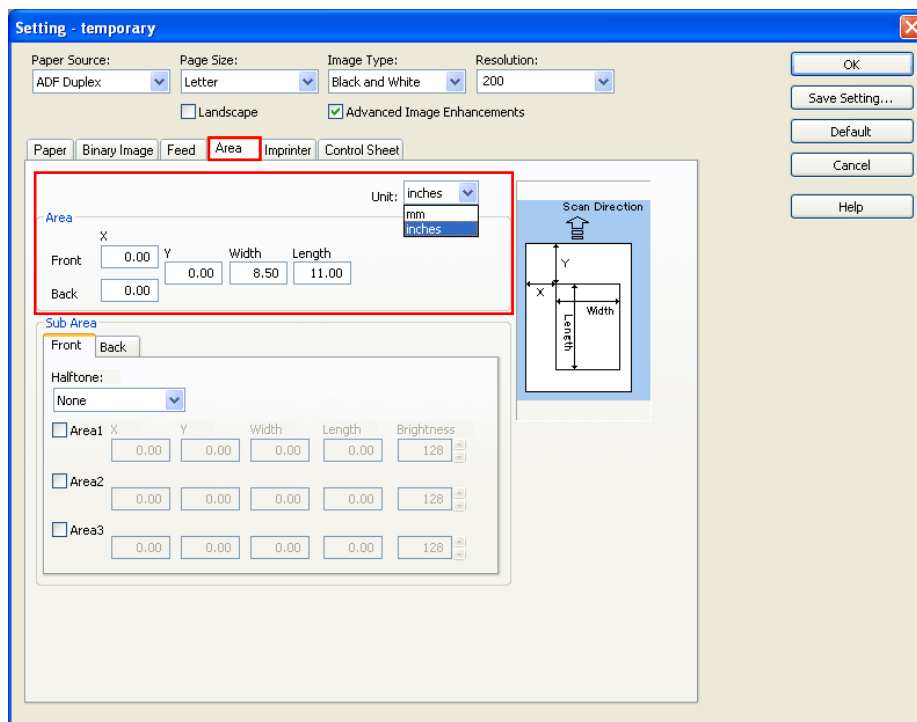 Setting - temporary
Paper Source: Page Size: Image Type: Resolution:
ADF Duplex Letter Black and White 200
Landscape Advanced Image Enhancements
OK
Save Setting...
Default
Cancel
Help
Paper Binary Image Feed Area Imprinter Control Sheet
Unit: inches
mm
inches
Area
X
Front 0.00 Y Width Length
0.00 8.50 11.00
Back 0.00
Scan Direction
Y
X
Width
Length
Sub Area
Front Back
Halftone:
None
Area1 X Y Width Length Brightness
0.00 0.00 0.00 0.00 128
Area2
0.00 0.00 0.00 0.00 128
Area3
0.00 0.00 0.00 0.00 128